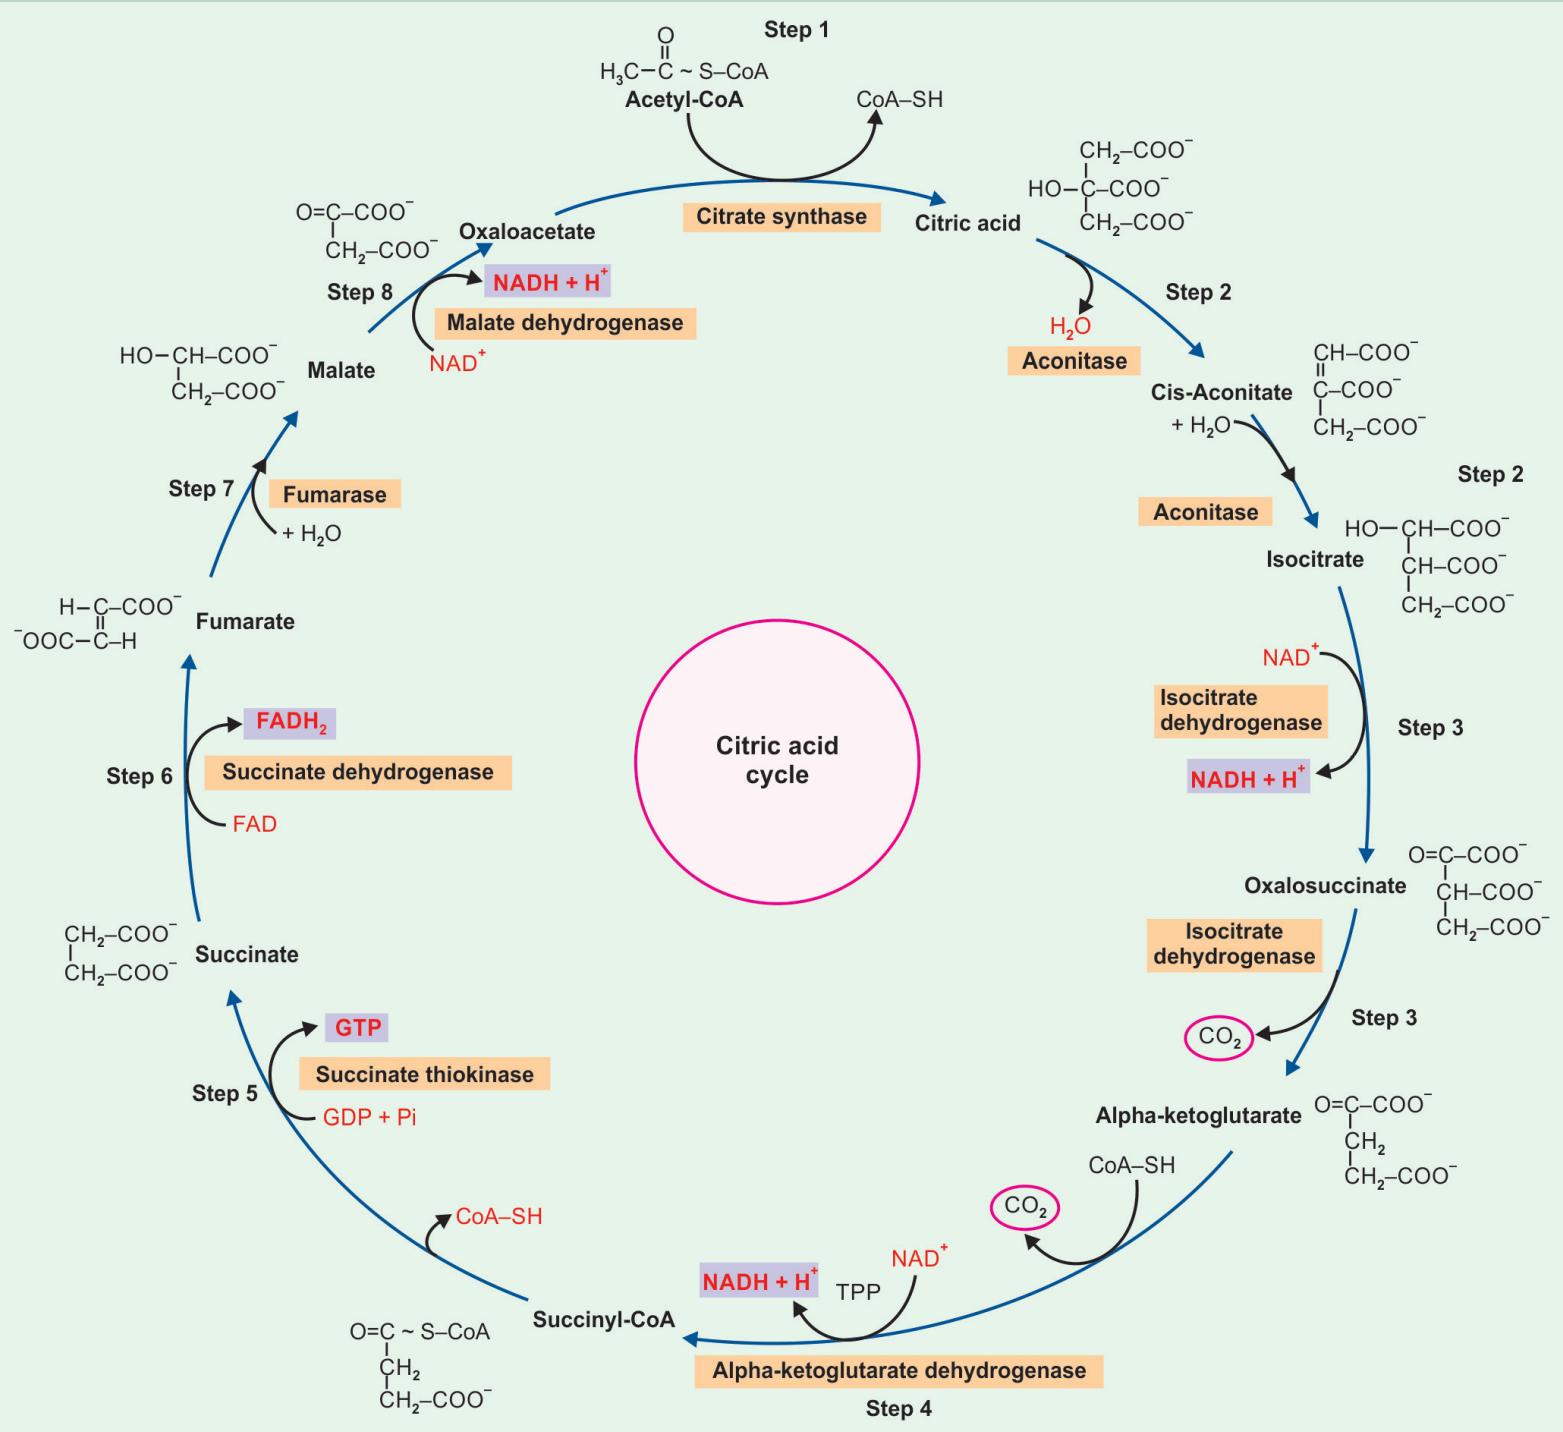 Step 1
O
H₃C–C ~ S–CoA
Acetyl-CoA
CoA–SH
Citrate synthase
Citric acid
CH₂–COO⁻
HO–C–COO⁻
CH₂–COO⁻
Step 2
H₂O
Aconitase
Cis-Aconitate
CH–COO⁻
C–COO⁻
CH₂–COO⁻
+ H₂O
Step 2
Aconitase
Isocitrate
HO–CH–COO⁻
CH–COO⁻
CH₂–COO⁻
NAD⁺
Isocitrate
dehydrogenase
Step 3
NADH + H⁺
Oxalosuccinate
O=C–COO⁻
CH–COO⁻
CH₂–COO⁻
Isocitrate
dehydrogenase
Step 3
CO₂
Alpha-ketoglutarate
O=C–COO⁻
CH₂
CH₂–COO⁻
CoA–SH
CO₂
NAD⁺
TPP
NADH + H⁺
Alpha-ketoglutarate dehydrogenase
Step 4
Succinyl-CoA
O=C ~ S–CoA
CH₂
CH₂–COO⁻
CoA–SH
GDP + Pi
Step 5
Succinate thiokinase
GTP
Succinate
CH₂–COO⁻
CH₂–COO⁻
FAD
Step 6
Succinate dehydrogenase
FADH₂
Fumarate
H–C–COO⁻
⁻OOC–C–H
+ H₂O
Step 7
Fumarase
Malate
HO–CH–COO⁻
CH₂–COO⁻
NAD⁺
Malate dehydrogenase
Step 8
NADH + H⁺
Oxaloacetate
O=C–COO⁻
CH₂–COO⁻
Citric acid
cycle